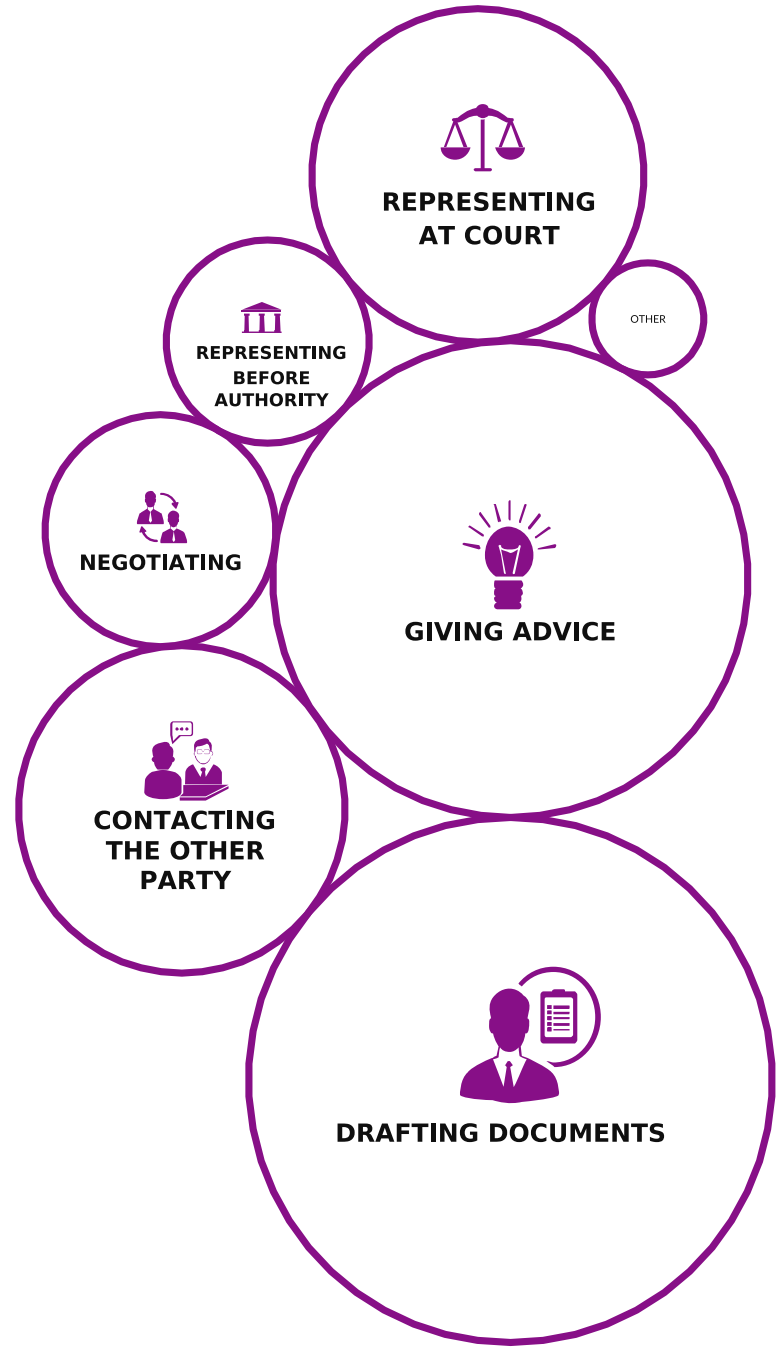 REPRESENTING
AT COURT
OTHER
REPRESENTING
BEFORE
AUTHORITY
NEGOTIATING
GIVING ADVICE
CONTACTING
THE OTHER
PARTY
DRAFTING DOCUMENTS